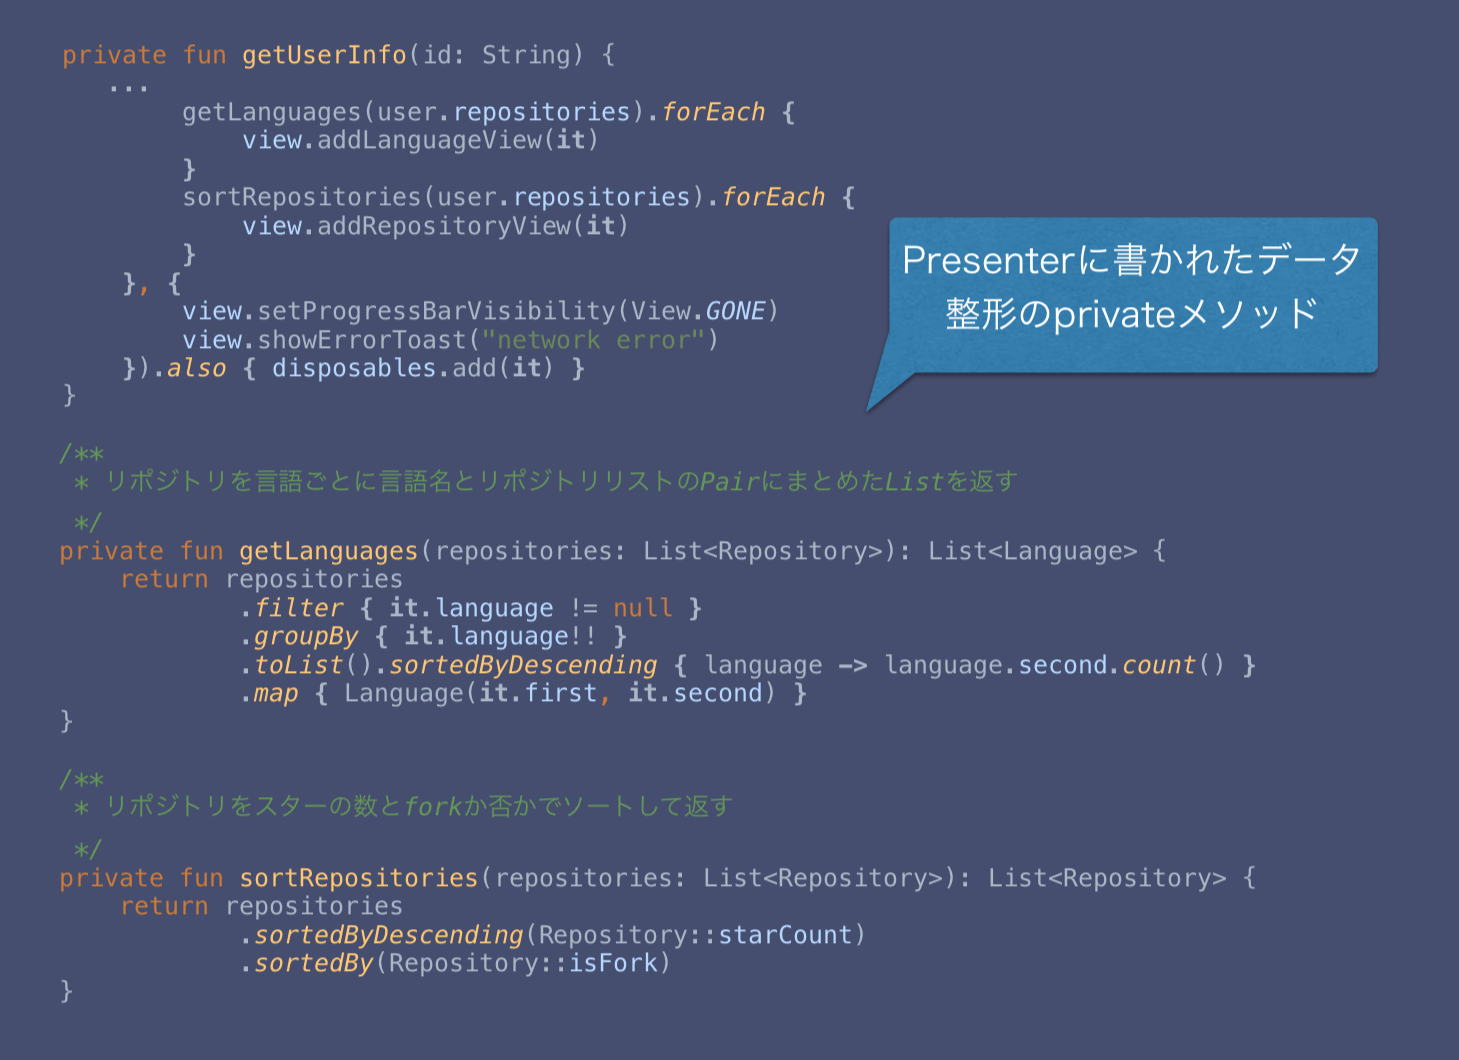 private fun getUserInfo(id: String) {
...
getLanguages(user.repositories).forEach {
view.addLanguageView(it)
}
sortRepositories(user.repositories).forEach {
view.addRepositoryView(it)
}
}, {
view.setProgressBarVisibility(View.GONE)
view.showErrorToast("network error")
}).also { disposables.add(it) }
}
Presenterに書かれたデータ
整形のprivateメソッド
/**
* リポジトリを言語ごとに言語名とリポジトリリストのPairにまとめたListを返す
*/
private fun getLanguages(repositories: List<Repository>): List<Language> {
return repositories
.filter { it.language != null }
.groupBy { it.language!! }
.toList().sortedByDescending { language -> language.second.count() }
.map { Language(it.first, it.second) }
}
/**
* リポジトリをスターの数とforkか否かでソートして返す
*/
private fun sortRepositories(repositories: List<Repository>): List<Repository> {
return repositories
.sortedByDescending(Repository::starCount)
.sortedBy(Repository::isFork)
}